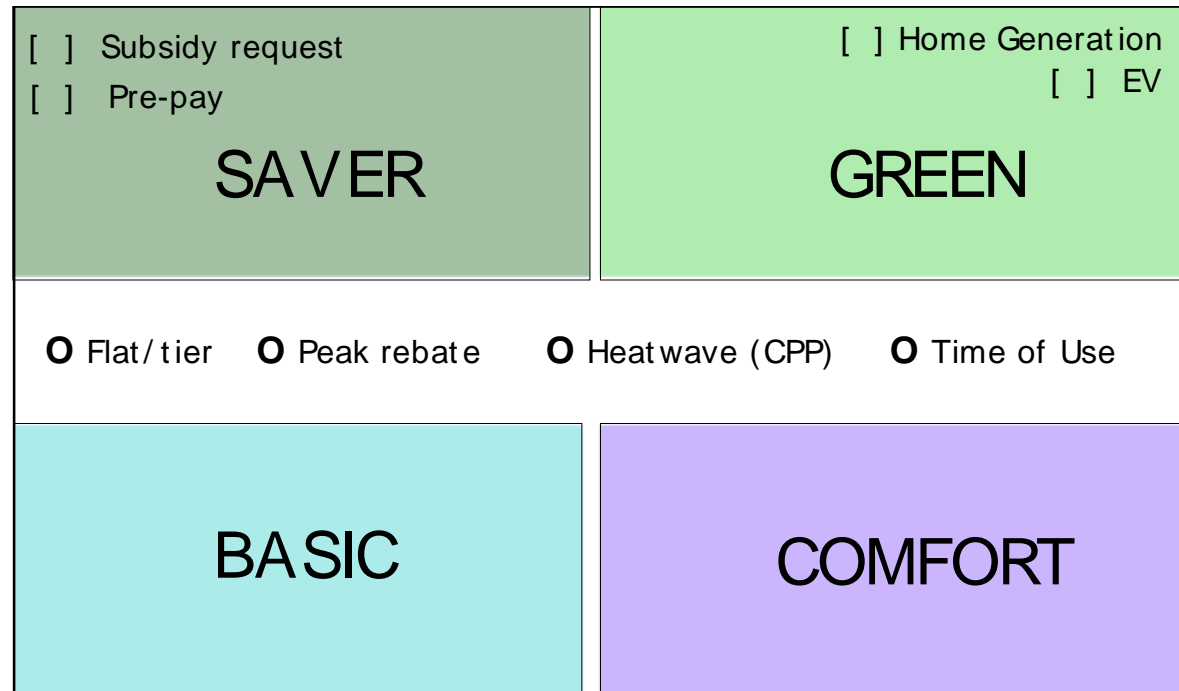 [ ] Subsidy request
[ ] Pre-pay
SAVER
[ ] Home Generation
[ ] EV
GREEN
O Flat/tier O Peak rebate O Heatwave (CPP) O Time of Use
BASIC
COMFORT